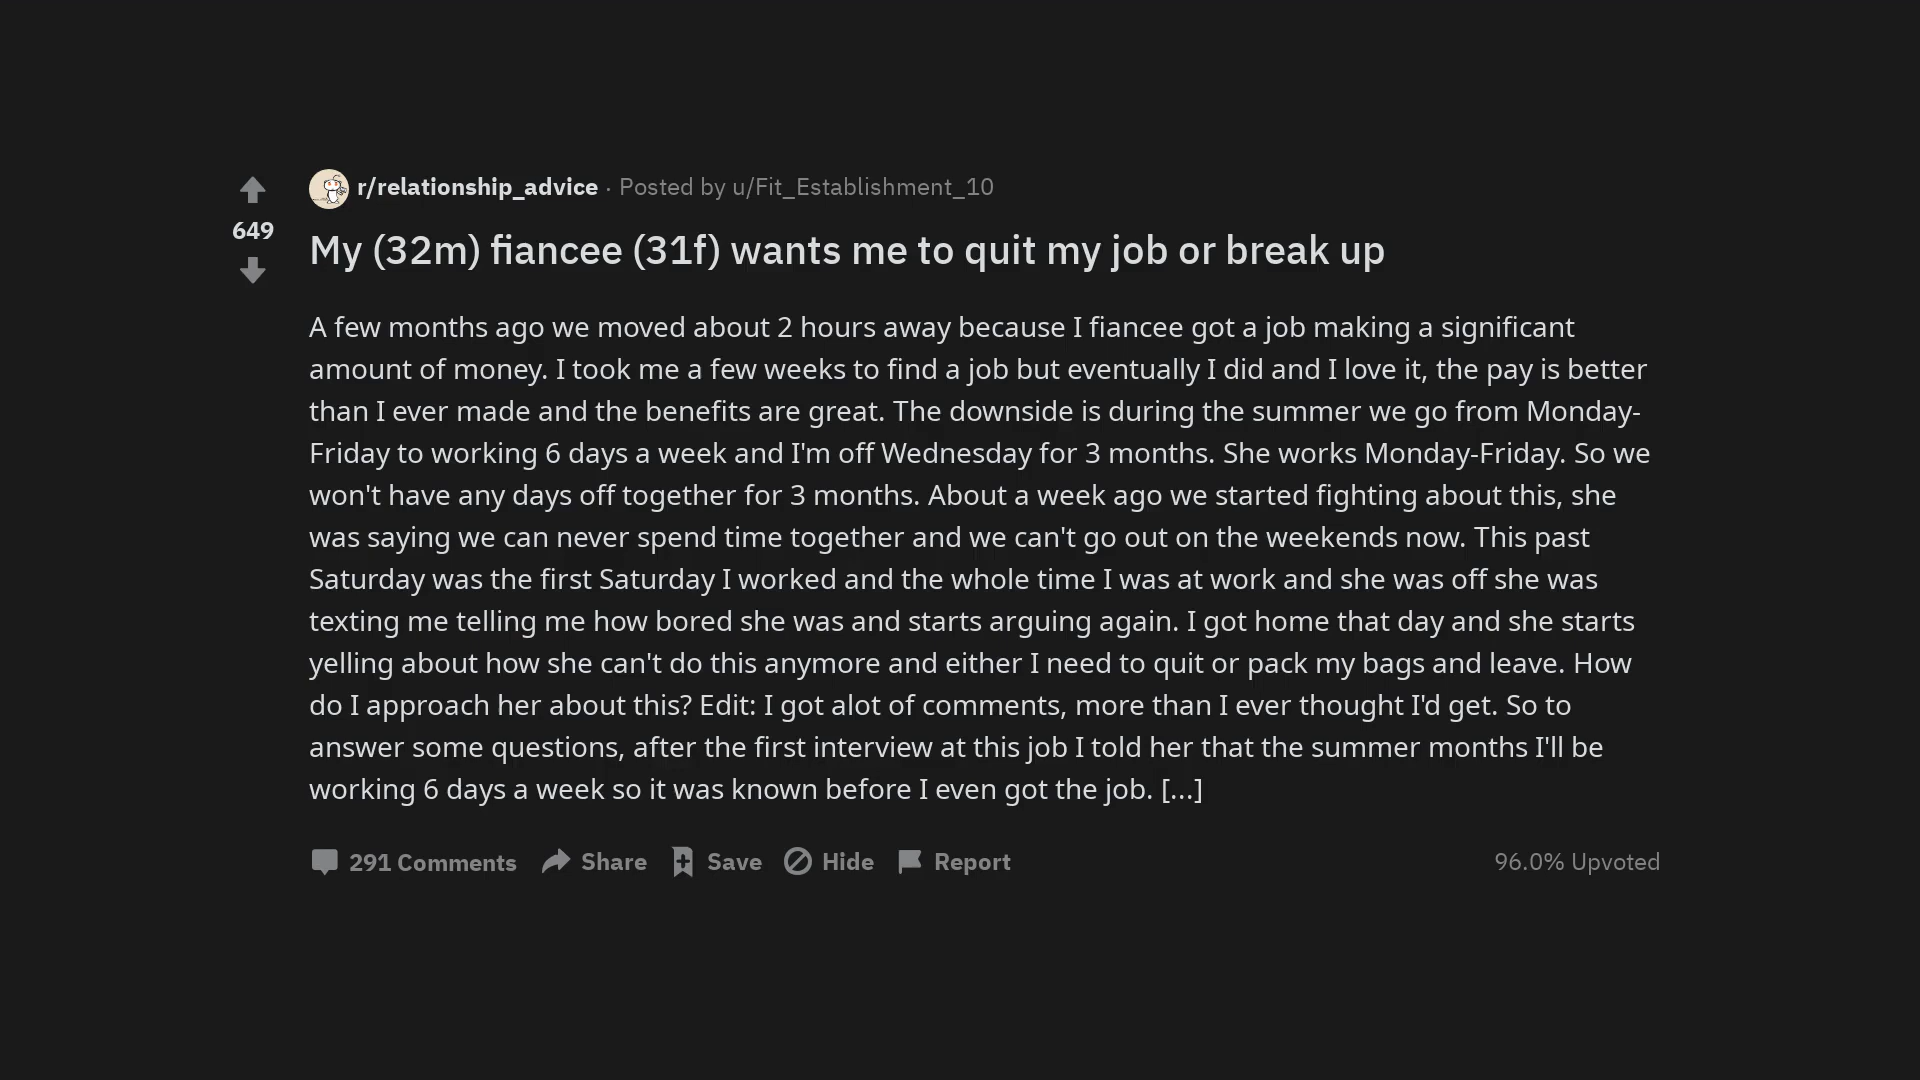 r/relationship_advice · Posted by u/Fit_Establishment_10
649
My (32m) fiancee (31f) wants me to quit my job or break up
A few months ago we moved about 2 hours away because I fiancee got a job making a significant
amount of money. I took me a few weeks to find a job but eventually I did and I love it, the pay is better
than I ever made and the benefits are great. The downside is during the summer we go from Monday-
Friday to working 6 days a week and I'm off Wednesday for 3 months. She works Monday-Friday. So we
won't have any days off together for 3 months. About a week ago we started fighting about this, she
was saying we can never spend time together and we can't go out on the weekends now. This past
Saturday was the first Saturday I worked and the whole time I was at work and she was off she was
texting me telling me how bored she was and starts arguing again. I got home that day and she starts
yelling about how she can't do this anymore and either I need to quit or pack my bags and leave. How
do I approach her about this? Edit: I got alot of comments, more than I ever thought I'd get. So to
answer some questions, after the first interview at this job I told her that the summer months I'll be
working 6 days a week so it was known before I even got the job. [...]
291 Comments Share Save Hide Report 96.0% Upvoted